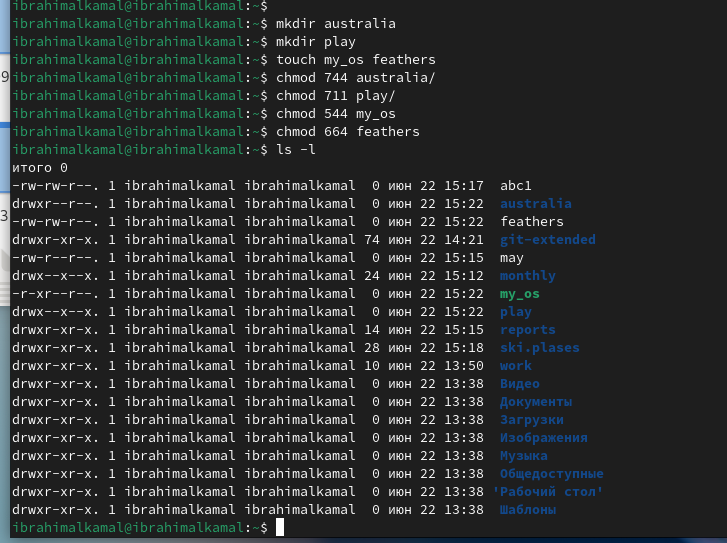 ibrahimalkamal@ibrahimalkamal:~$
ibrahimalkamal@ibrahimalkamal:~$ mkdir australia
ibrahimalkamal@ibrahimalkamal:~$ mkdir play
ibrahimalkamal@ibrahimalkamal:~$ touch my_os feathers
ibrahimalkamal@ibrahimalkamal:~$ chmod 744 australia/
ibrahimalkamal@ibrahimalkamal:~$ chmod 711 play/
ibrahimalkamal@ibrahimalkamal:~$ chmod 544 my_os
ibrahimalkamal@ibrahimalkamal:~$ chmod 664 feathers
ibrahimalkamal@ibrahimalkamal:~$ ls -l
итого 0
-rw-rw-r--. 1 ibrahimalkamal ibrahimalkamal  0 июн 22 15:17  abc1
drwxr--r--. 1 ibrahimalkamal ibrahimalkamal  0 июн 22 15:22  australia
-rw-rw-r--. 1 ibrahimalkamal ibrahimalkamal  0 июн 22 15:22  feathers
drwxr-xr-x. 1 ibrahimalkamal ibrahimalkamal 74 июн 22 14:21  git-extended
-rw-r--r--. 1 ibrahimalkamal ibrahimalkamal  0 июн 22 15:15  may
drwx--x--x. 1 ibrahimalkamal ibrahimalkamal 24 июн 22 15:12  monthly
-r-xr--r--. 1 ibrahimalkamal ibrahimalkamal  0 июн 22 15:22  my_os
drwx--x--x. 1 ibrahimalkamal ibrahimalkamal  0 июн 22 15:22  play
drwxr-xr-x. 1 ibrahimalkamal ibrahimalkamal 14 июн 22 15:15  reports
drwxr-xr-x. 1 ibrahimalkamal ibrahimalkamal 28 июн 22 15:18  ski.plases
drwxr-xr-x. 1 ibrahimalkamal ibrahimalkamal 10 июн 22 13:50  work
drwxr-xr-x. 1 ibrahimalkamal ibrahimalkamal  0 июн 22 13:38  Видео
drwxr-xr-x. 1 ibrahimalkamal ibrahimalkamal  0 июн 22 13:38  Документы
drwxr-xr-x. 1 ibrahimalkamal ibrahimalkamal  0 июн 22 13:38  Загрузки
drwxr-xr-x. 1 ibrahimalkamal ibrahimalkamal  0 июн 22 13:38  Изображения
drwxr-xr-x. 1 ibrahimalkamal ibrahimalkamal  0 июн 22 13:38  Музыка
drwxr-xr-x. 1 ibrahimalkamal ibrahimalkamal  0 июн 22 13:38  Общедоступные
drwxr-xr-x. 1 ibrahimalkamal ibrahimalkamal  0 июн 22 13:38 'Рабочий стол'
drwxr-xr-x. 1 ibrahimalkamal ibrahimalkamal  0 июн 22 13:38  Шаблоны
ibrahimalkamal@ibrahimalkamal:~$